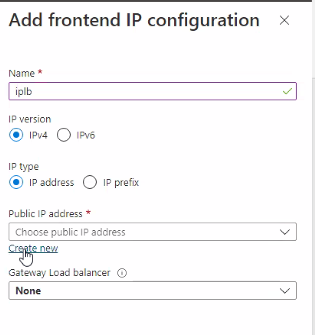 Add frontend IP configuration
Name *
iplb
IP version
IPv4 IPv6
IP type
IP address IP prefix
Public IP address *
Choose public IP address
Create new
Gateway Load balancer
None